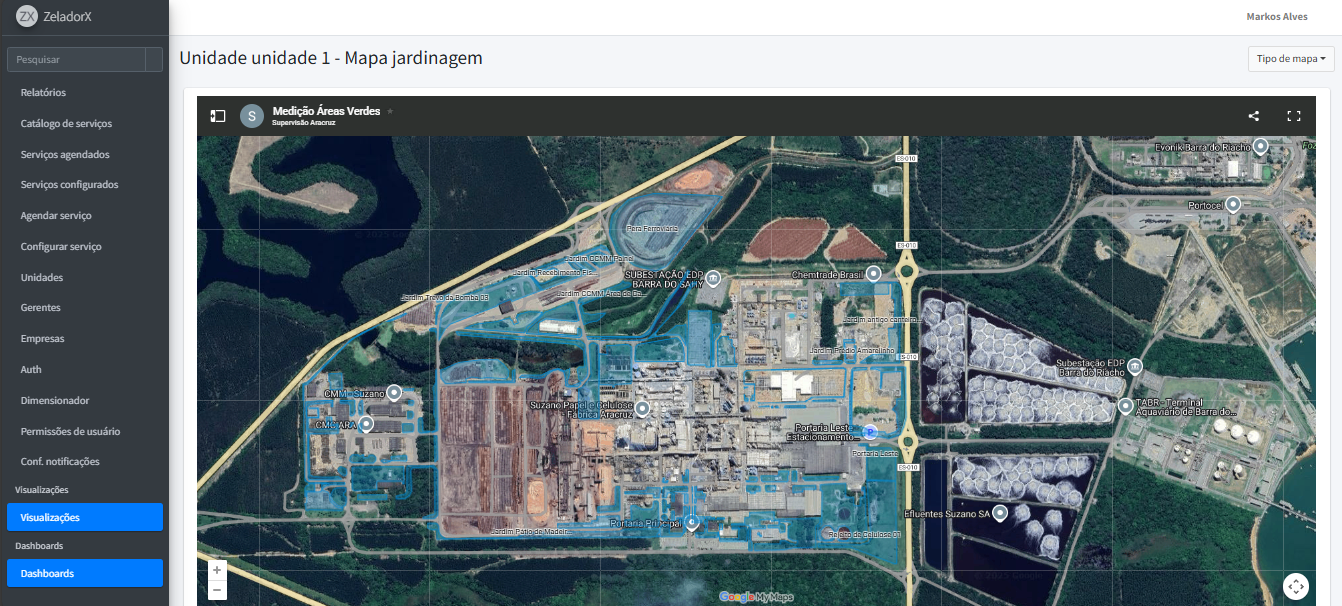 ZX ZeladorX
Markos Alves
Pesquisar
Unidade unidade 1 - Mapa jardinagem
Tipo de mapa
Relatórios
Catálogo de serviços
Serviços agendados
Serviços configurados
Agendar serviço
Configurar serviço
Unidades
Gerentes
Empresas
Auth
Dimensionador
Permissões de usuário
Conf. notificações
Visualizações
Visualizações
Dashboards
Dashboards
S
Medição Áreas Verdes
Supervisão Aracruz
ES-010
Evonik Barra do Riacho
Foz
Portocel
Pera Ferroviária
ES-010
Jardim CCMM Painel
Jardim Recebimento Fis...
SUBESTAÇÃO EDP
BARRA DO SAHY
Chemtrade Brasil
Jardim CCMM Área de Da...
Jardim Trevo da Bomba 03
Jardim antigo canteiro...
Jardim Prédio Amarelinho
ES-010
Subestação EDP
Barra do Riacho
CMM - Suzano
Suzano Papel e Celulose
Fábrica Aracruz
TABR - Terminal
Aquaviário de Barra do...
CMC ARA
Portaria Leste
Estacionamento...
P
Portaria Leste
ES-010
Efluentes Suzano SA
Portaria Principal
Jardim Pátio de Madeir...
Rejeito de Celulose 01
+
−
Google My Maps